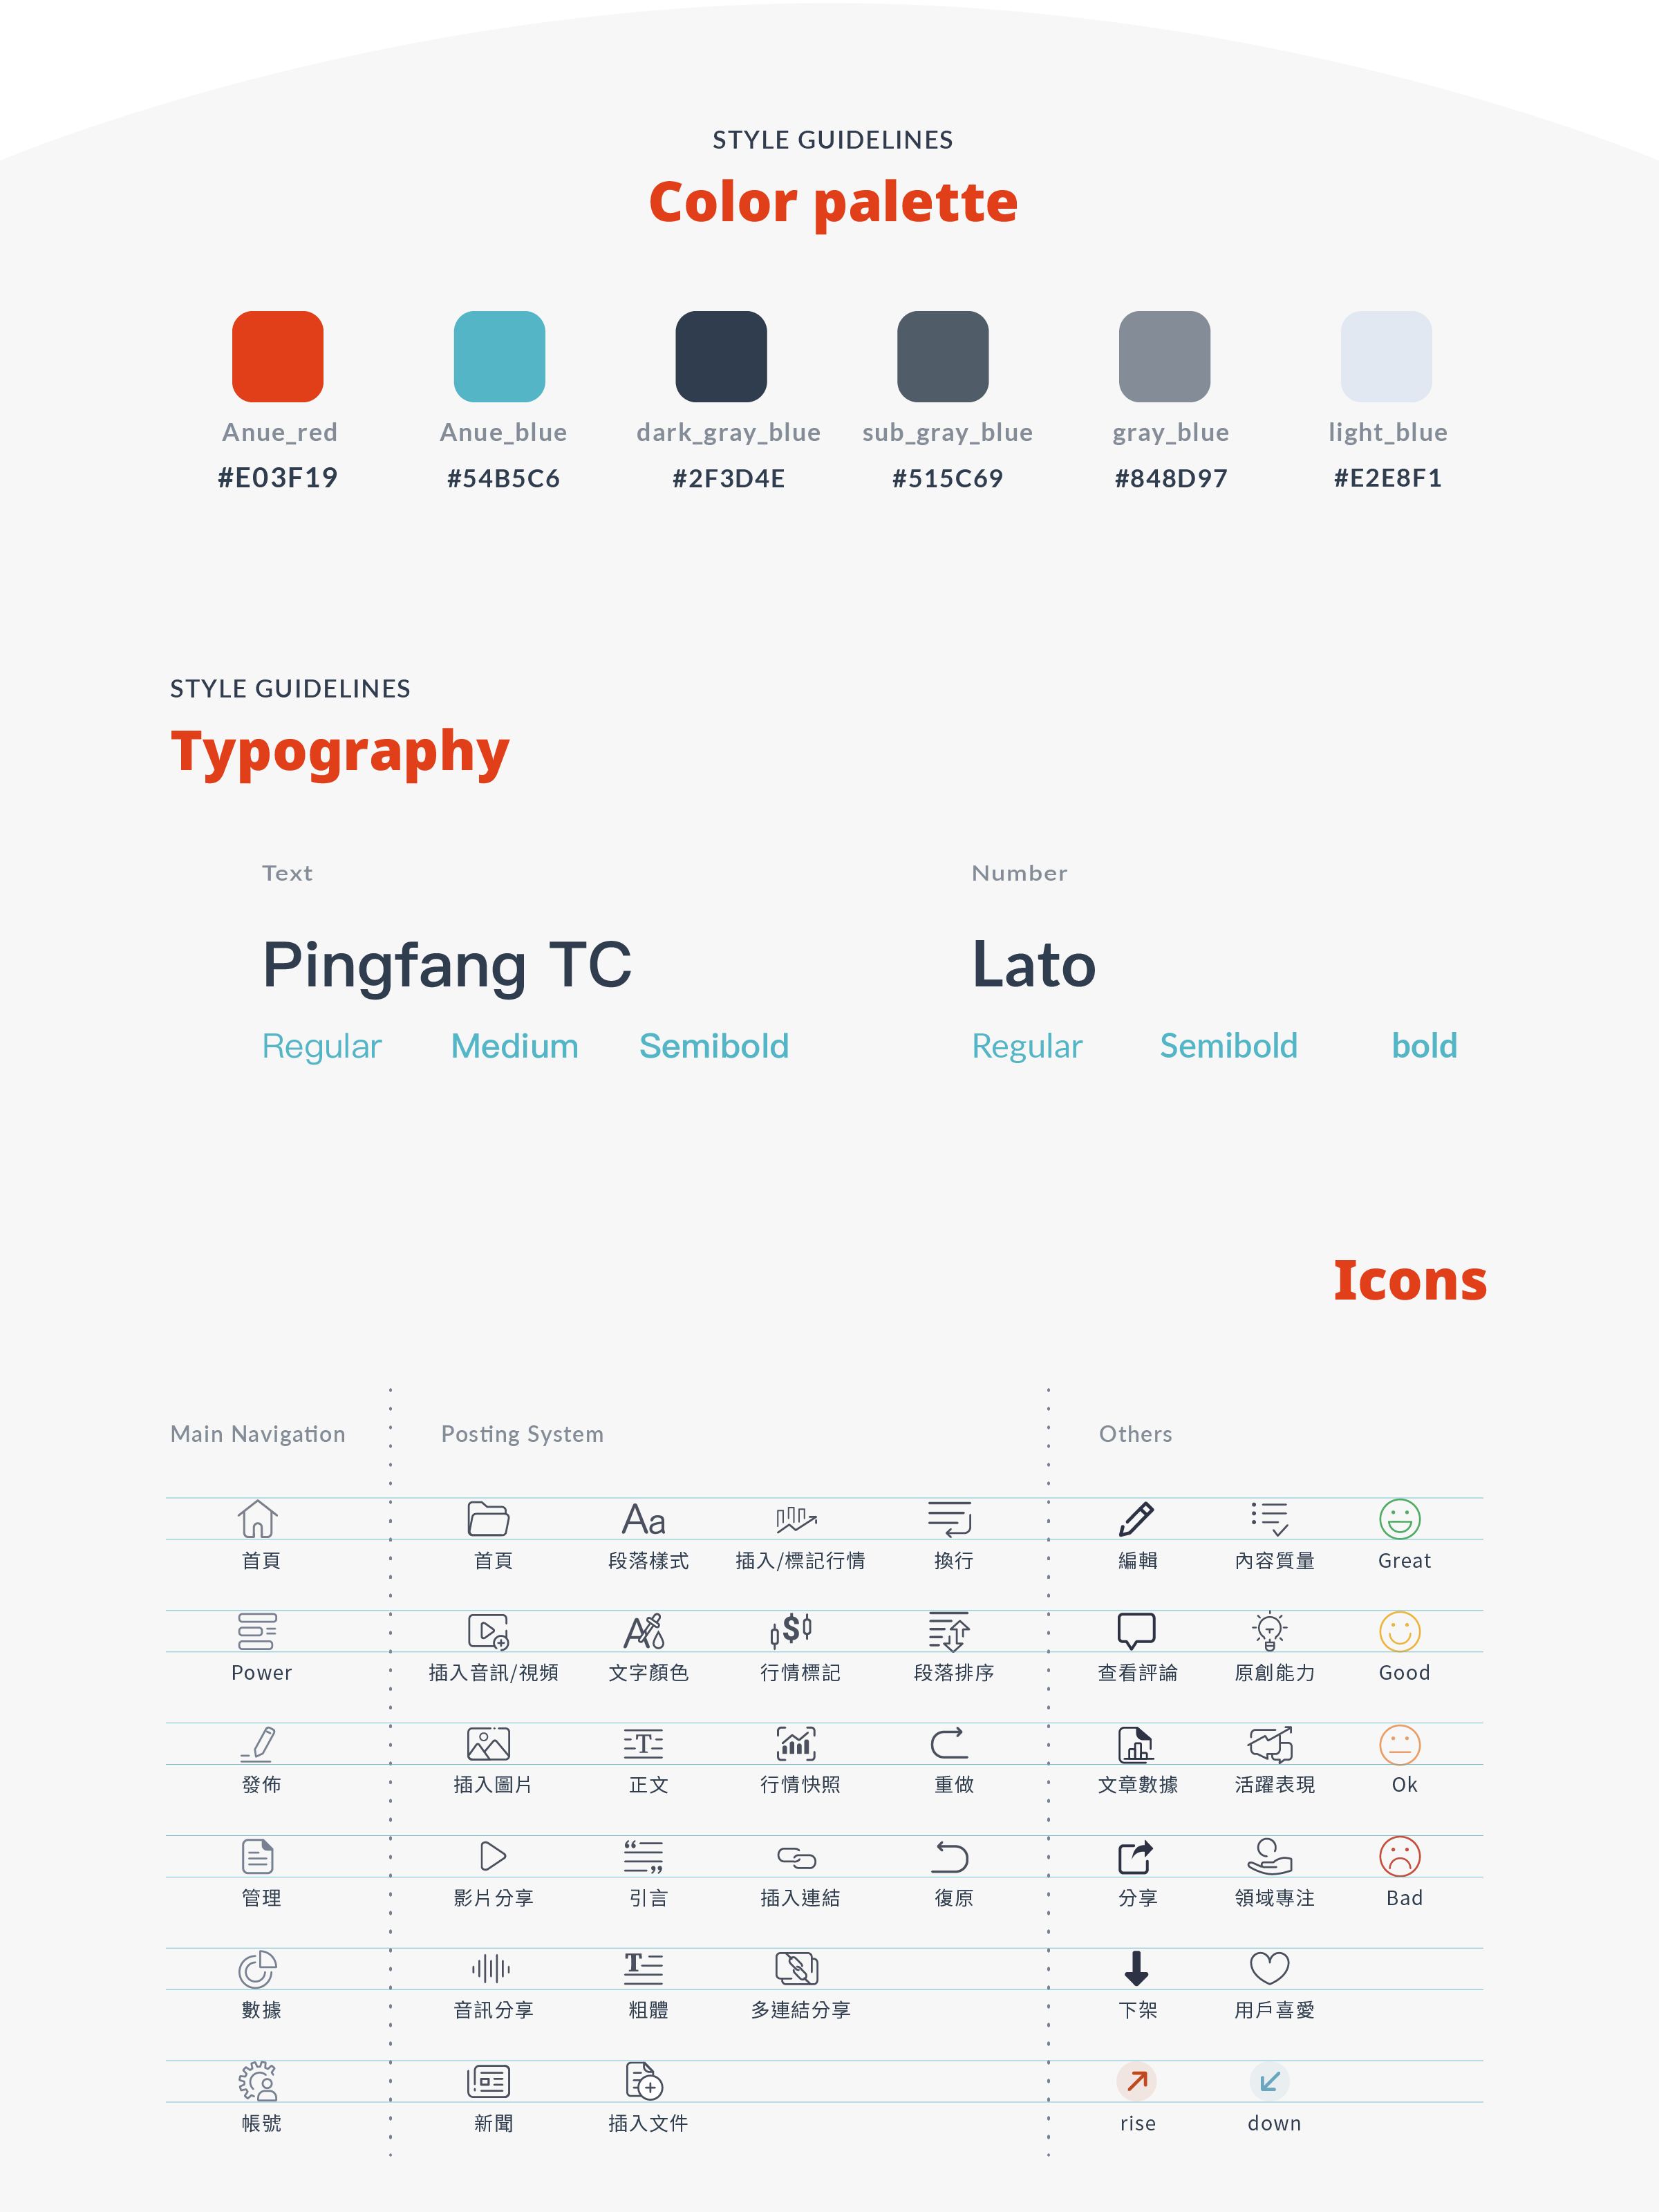 STYLE GUIDELINES
Color palette
Anue_red Anue_blue dark_gray_blue sub_gray_blue gray_blue light_blue
#E03F19 #54B5C6 #2F3D4E #515C69 #848D97 #E2E8F1
STYLE GUIDELINES
Typography
Text Number
Pingfang TC Lato
Regular Medium Semibold Regular Semibold bold
Icons
Main Navigation Posting System Others
Aa
首頁 首頁 段落樣式 插入/標記行情 換行 編輯 內容質量 Great
A $
Power 插入音訊/視頻 文字顏色 行情標記 段落排序 查看評論 原創能力 Good
T
發佈 插入圖片 正文 行情快照 重做 文章數據 活躍表現 Ok
管理 影片分享 引言 插入連結 復原 分享 領域專注 Bad
T
數據 音訊分享 粗體 多連結分享 下架 用戶喜愛
帳號 新聞 插入文件 rise down